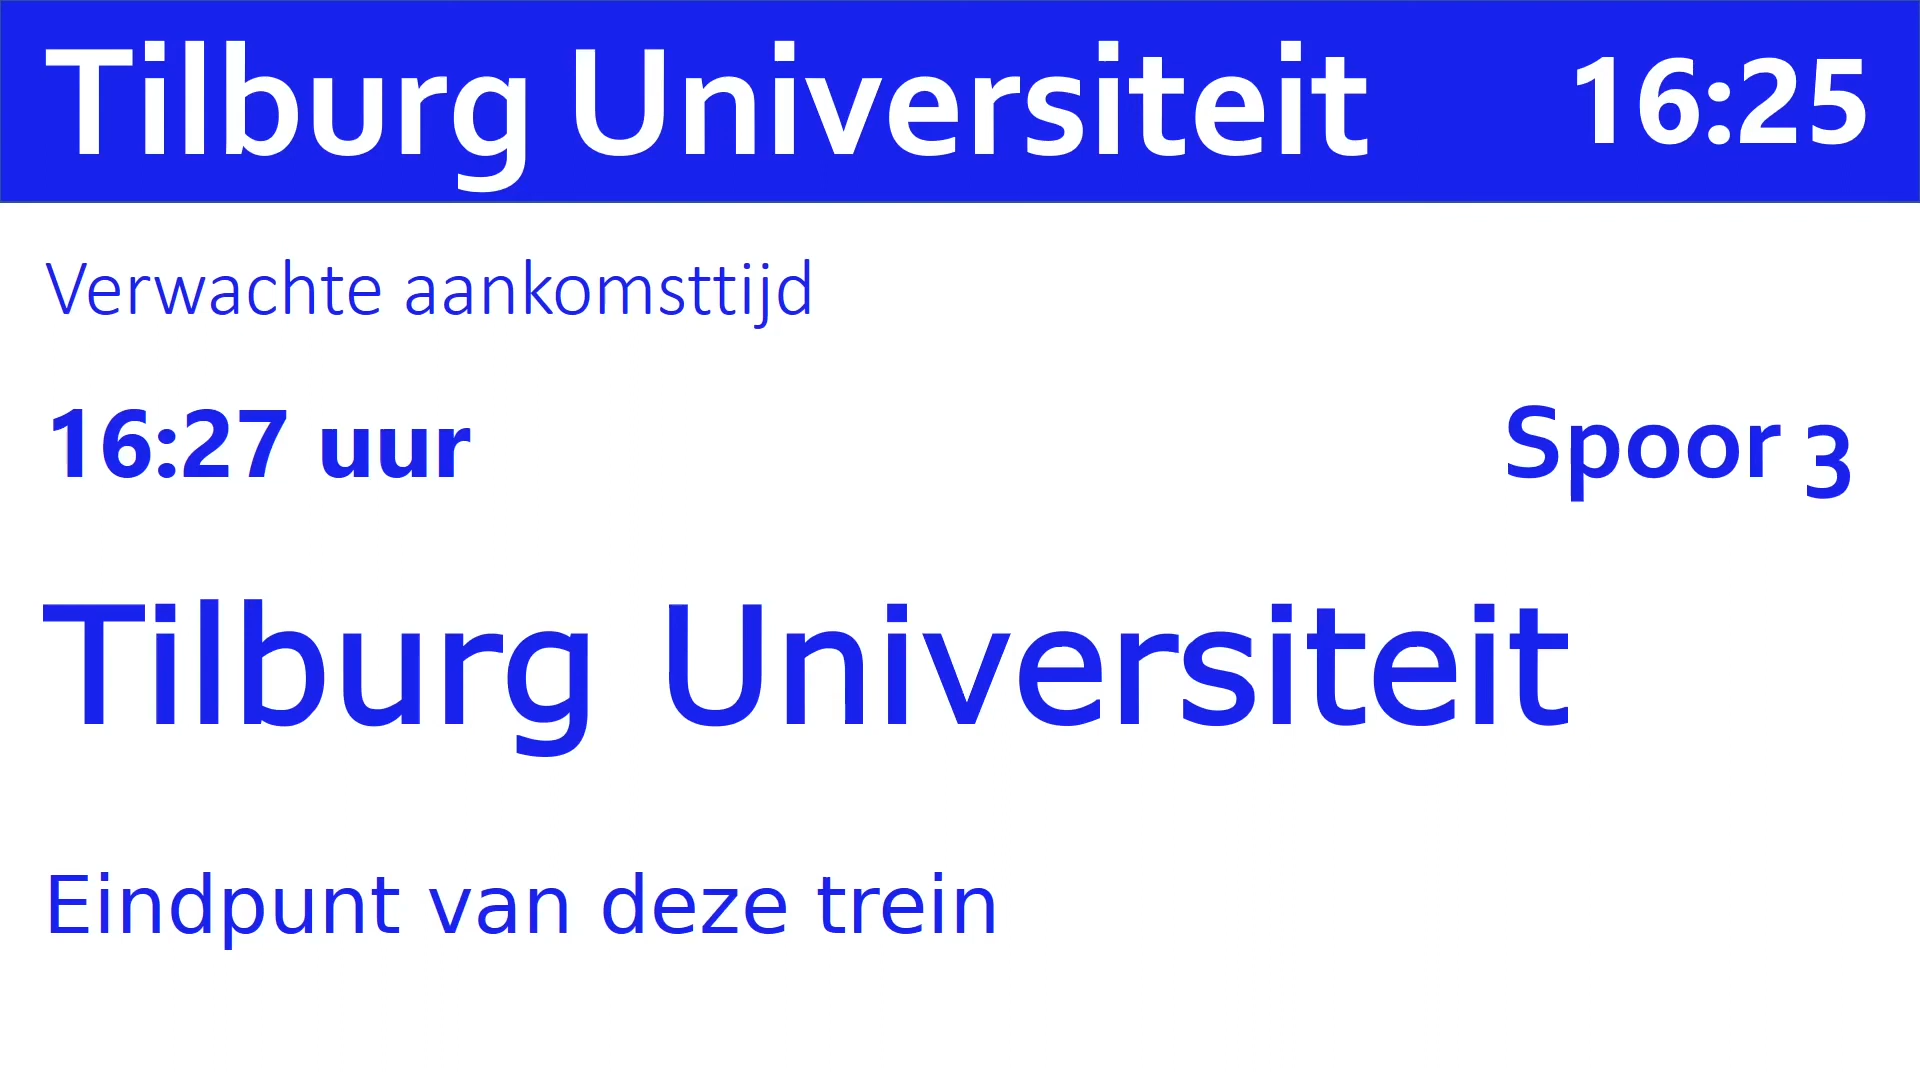 Tilburg Universiteit 16:25
Verwachte aankomsttijd
16:27 uur Spoor 3
Tilburg Universiteit
Eindpunt van deze trein